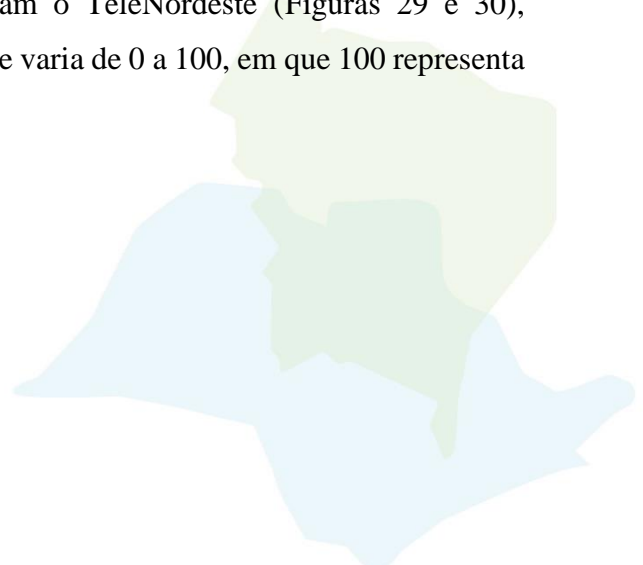 am o TeleNordeste (Figuras 29 e 30),
e varia de 0 a 100, em que 100 representa